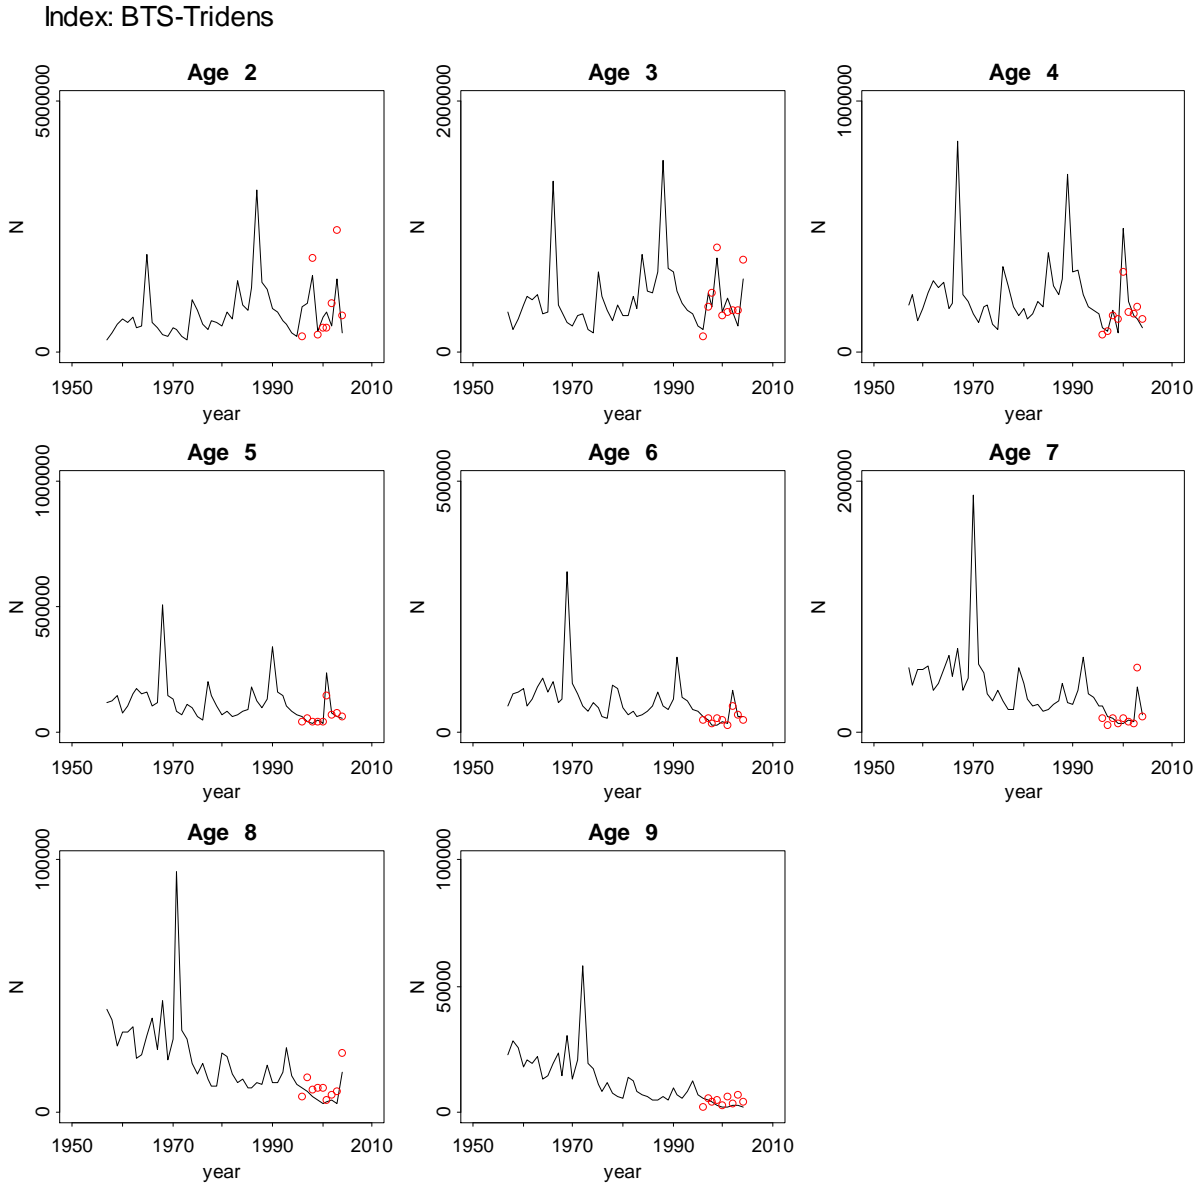 Index: BTS-Tridens
Age 2
5000000
0
N
1950 1970 1990 2010
year
Age 3
2000000
0
N
1950 1970 1990 2010
year
Age 4
1000000
0
N
1950 1970 1990 2010
year
Age 5
1000000
500000
0
N
1950 1970 1990 2010
year
Age 6
500000
0
N
1950 1970 1990 2010
year
Age 7
200000
0
N
1950 1970 1990 2010
year
Age 8
100000
50000
0
N
1950 1970 1990 2010
year
Age 9
100000
50000
0
N
1950 1970 1990 2010
year